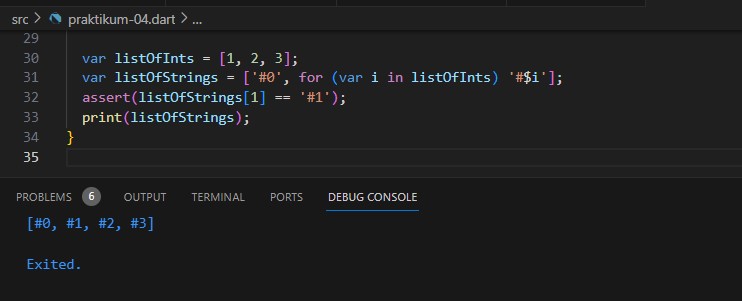 src > praktikum-04.dart > ...
29
30 var listOfInts = [1, 2, 3];
31 var listOfStrings = ['#0', for (var i in listOfInts) '#$i'];
32 assert(listOfStrings[1] == '#1');
33 print(listOfStrings);
34 }
35
PROBLEMS 6 OUTPUT TERMINAL PORTS DEBUG CONSOLE
[#0, #1, #2, #3]
Exited.